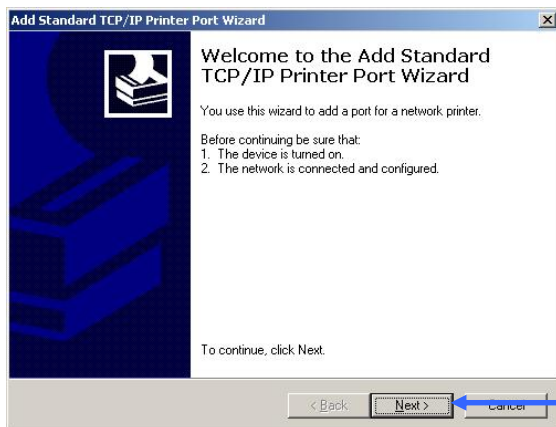 Add Standard TCP/IP Printer Port Wizard
Welcome to the Add Standard
TCP/IP Printer Port Wizard
You use this wizard to add a port for a network printer.
Before continuing be sure that:
1. The device is turned on.
2. The network is connected and configured.
To continue, click Next.
< Back
Next >
Cancel